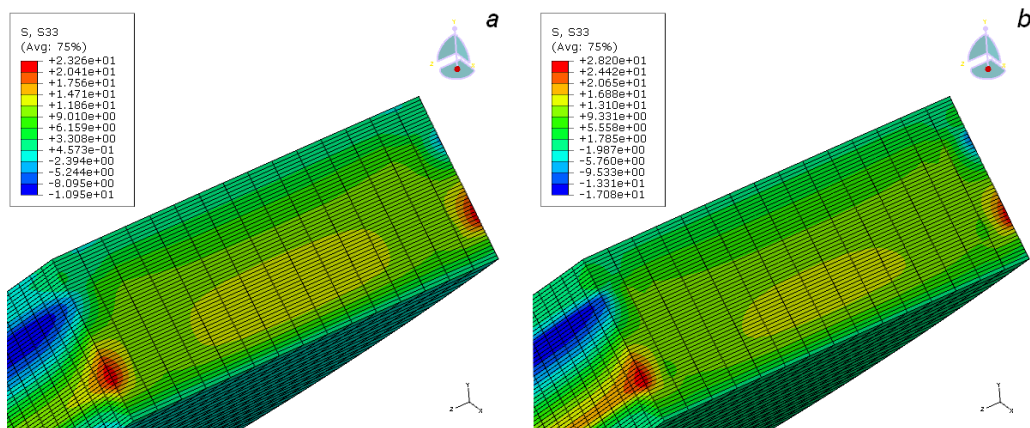 a
S, S33
(Avg: 75%)
+2.326e+01
+2.041e+01
+1.756e+01
+1.471e+01
+1.186e+01
+9.010e+00
+6.159e+00
+3.308e+00
+4.573e-01
-2.394e+00
-5.244e+00
-8.095e+00
-1.095e+01
Y
Z
X
Y
Z
X
b
S, S33
(Avg: 75%)
+2.820e+01
+2.442e+01
+2.065e+01
+1.688e+01
+1.310e+01
+9.331e+00
+5.558e+00
+1.785e+00
-1.987e+00
-5.760e+00
-9.533e+00
-1.331e+01
-1.708e+01
Y
Z
X
Y
Z
X